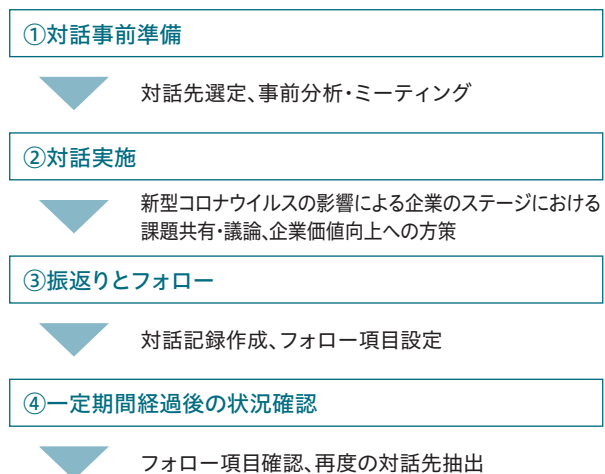 ①対話事前準備
対話先選定、事前分析・ミーティング
②対話実施
新型コロナウイルスの影響による企業のステージにおける
課題共有・議論、企業価値向上への方策
③振返りとフォロー
対話記録作成、フォロー項目設定
④一定期間経過後の状況確認
フォロー項目確認、再度の対話先抽出